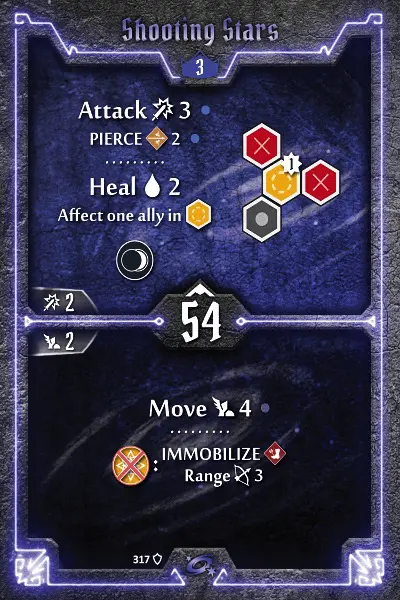 Shooting Stars
3
Attack 3
PIERCE 2
Heal 2
Affect one ally in
1
2
54
2
Move 4
: IMMOBILIZE
Range 3
317